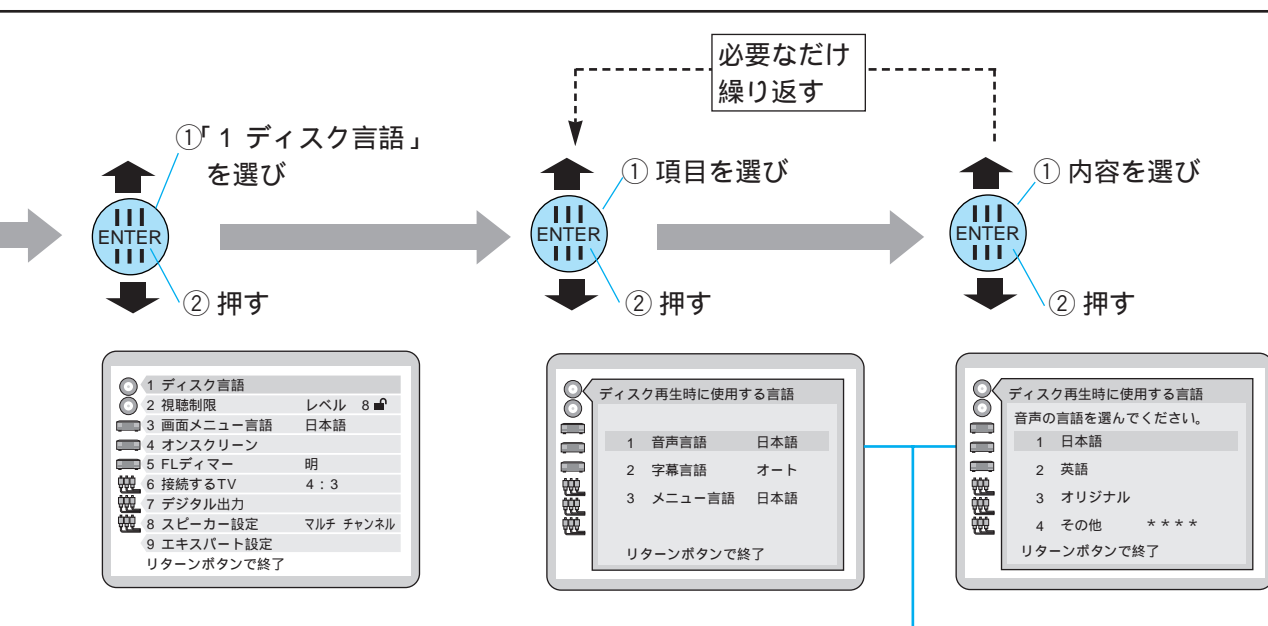 必要なだけ
繰り返す
①「1 ディスク言語」
を選び
ENTER
② 押す
① 項目を選び
ENTER
② 押す
① 内容を選び
ENTER
② 押す
1 ディスク言語
2 視聴制限 レベル 8
3 画面メニュー言語 日本語
4 オンスクリーン
5 FLディマー 明
6 接続するTV 4：3
7 デジタル出力
8 スピーカー設定 マルチ チャンネル
9 エキスパート設定
リターンボタンで終了
ディスク再生時に使用する言語
1 音声言語 日本語
2 字幕言語 オート
3 メニュー言語 日本語
リターンボタンで終了
ディスク再生時に使用する言語
音声の言語を選んでください。
1 日本語
2 英語
3 オリジナル
4 その他 ＊＊＊＊
リターンボタンで終了